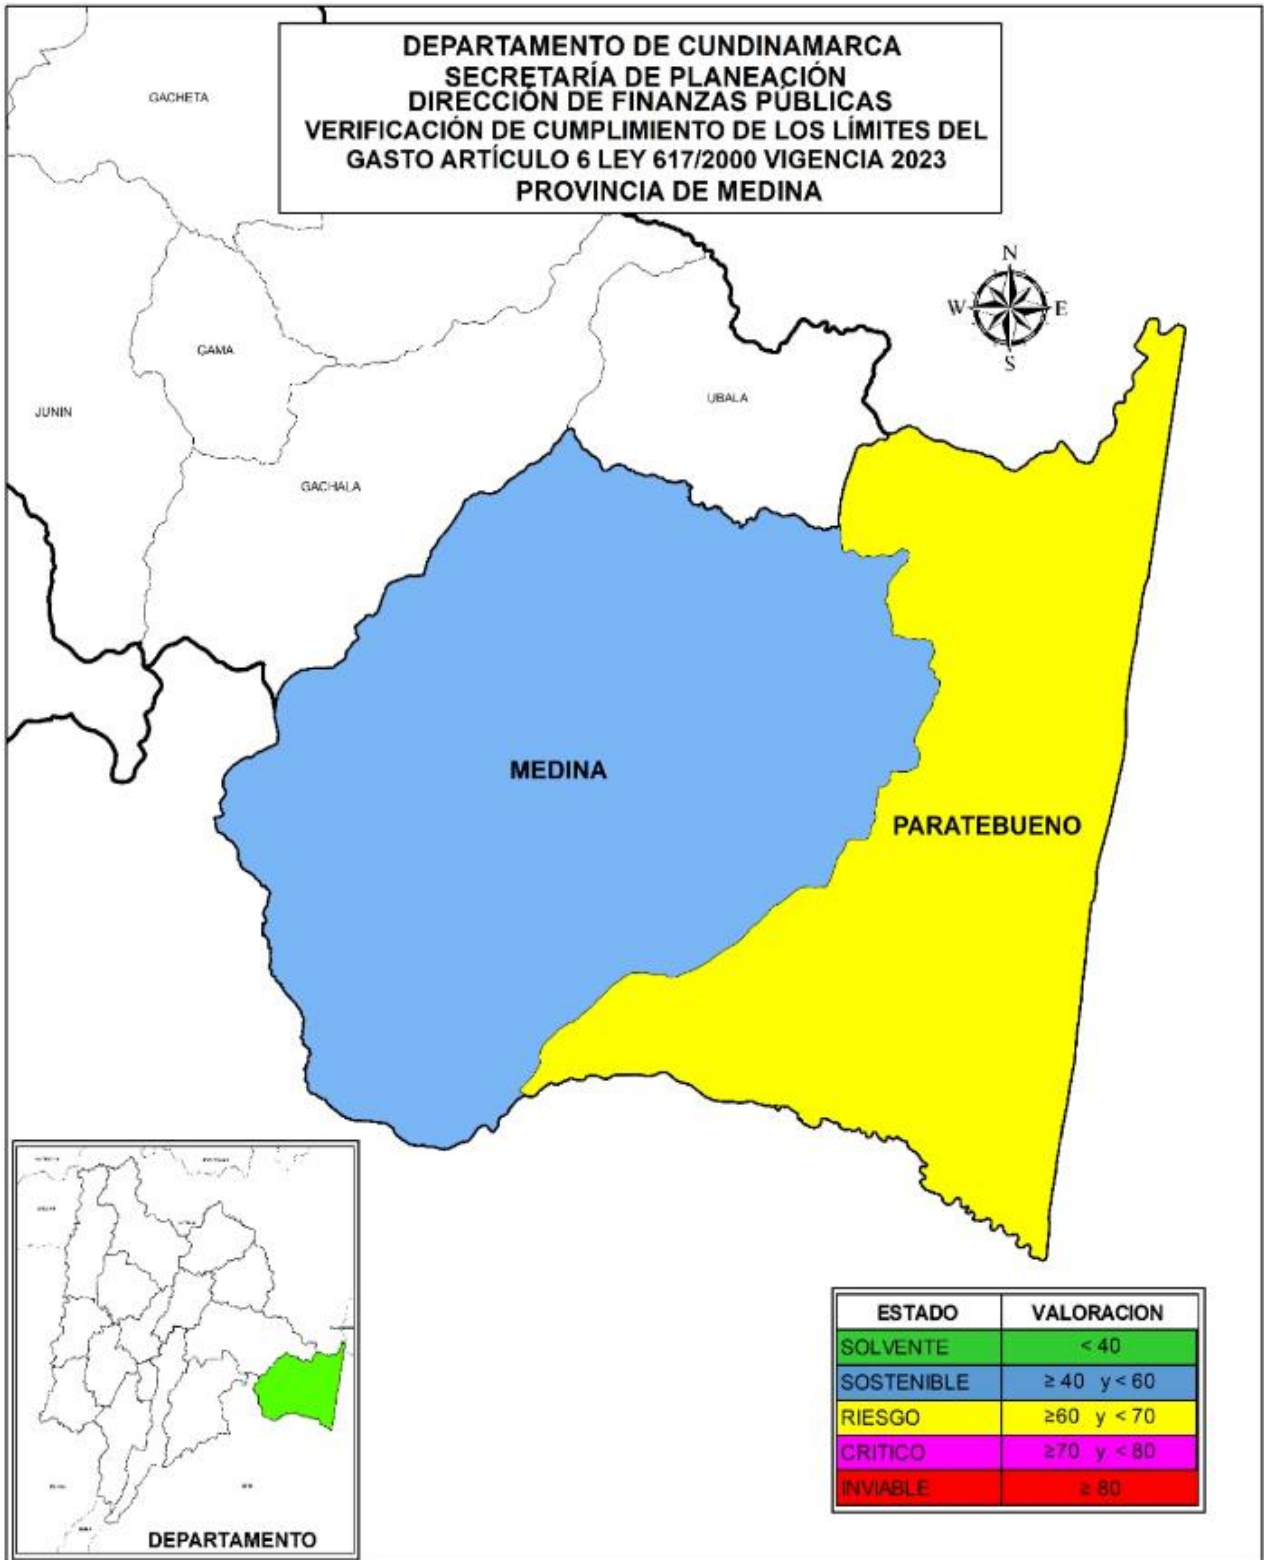 DEPARTAMENTO DE CUNDINAMARCA
SECRETARÍA DE PLANEACIÓN
DIRECCIÓN DE FINANZAS PÚBLICAS
VERIFICACIÓN DE CUMPLIMIENTO DE LOS LÍMITES DEL
GASTO ARTÍCULO 6 LEY 617/2000 VIGENCIA 2023
PROVINCIA DE MEDINA
GACHETA
N
W E
S
GAMA
JUNIN
UBALA
GACHALA
MEDINA
PARATEBUENO
ESTADO VALORACION
SOLVENTE < 40
SOSTENIBLE ≥ 40 y < 60
RIESGO ≥60 y < 70
CRITICO ≥70 y < 80
INVIABLE ≥ 80
DEPARTAMENTO